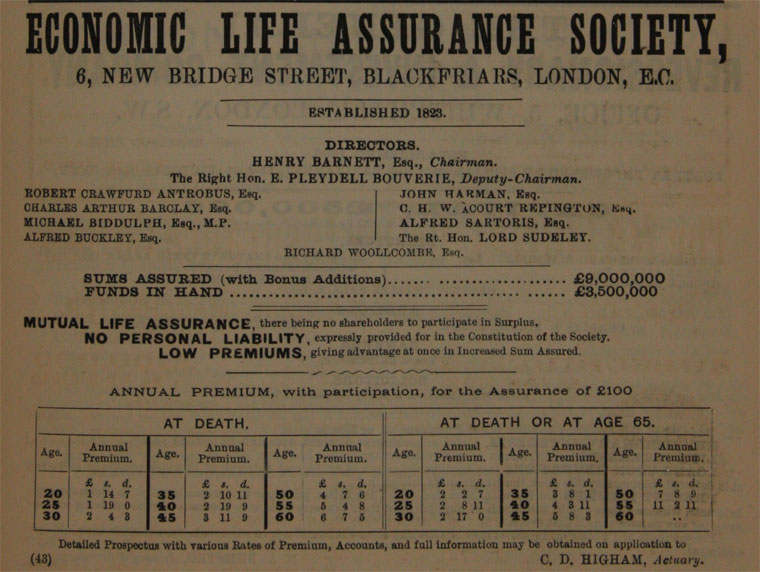 ECONOMIC LIFE ASSURANCE SOCIETY,
6, NEW BRIDGE STREET, BLACKFRIARS, LONDON, E.C.
ESTABLISHED 1823.
DIRECTORS.
HENRY BARNETT, Esq., Chairman.
The Right Hon. E. PLEYDELL BOUVERIE, Deputy-Chairman.
ROBERT CRAWFURD ANTROBUS, Esq. JOHN HARMAN, Esq.
CHARLES ARTHUR BARCLAY, Esq. C. H. W. ACOURT REPINGTON, Esq.
MICHAEL BIDDULPH, Esq., M.P. ALFRED SARTORIS, Esq.
ALFRED BUCKLEY, Esq. The Rt. Hon. LORD SUDELEY.
RICHARD WOOLLCOMBE, Esq.
SUMS ASSURED (with Bonus Additions)...... .................. £9,000,000
FUNDS IN HAND ............................................. ...... £3,500,000
MUTUAL LIFE ASSURANCE, there being no shareholders to participate in Surplus.
NO PERSONAL LIABILITY, expressly provided for in the Constitution of the Society.
LOW PREMIUMS, giving advantage at once in Increased Sum Assured.
ANNUAL PREMIUM, with participation, for the Assurance of £100
AT DEATH. AT DEATH OR AT AGE 65.
Age. Annual Premium. Age. Annual Premium. Age. Annual Premium. Age. Annual Premium. Age. Annual Premium. Age. Annual Premium.
£ s. d. £ s. d. £ s. d. £ s. d. £ s. d. £ s. d.
20 1 14 7 35 2 10 11 50 4 7 6 20 2 2 7 35 3 8 1 50 7 8 9
25 1 19 0 40 2 19 9 55 5 4 8 25 2 8 11 40 4 3 11 55 11 2 11
30 2 4 3 45 3 11 9 60 6 7 5 30 2 17 0 45 5 8 3 60 ..
Detailed Prospectus with various Rates of Premium, Accounts, and full information may be obtained on application to
(43) C. D. HIGHAM, Actuary.